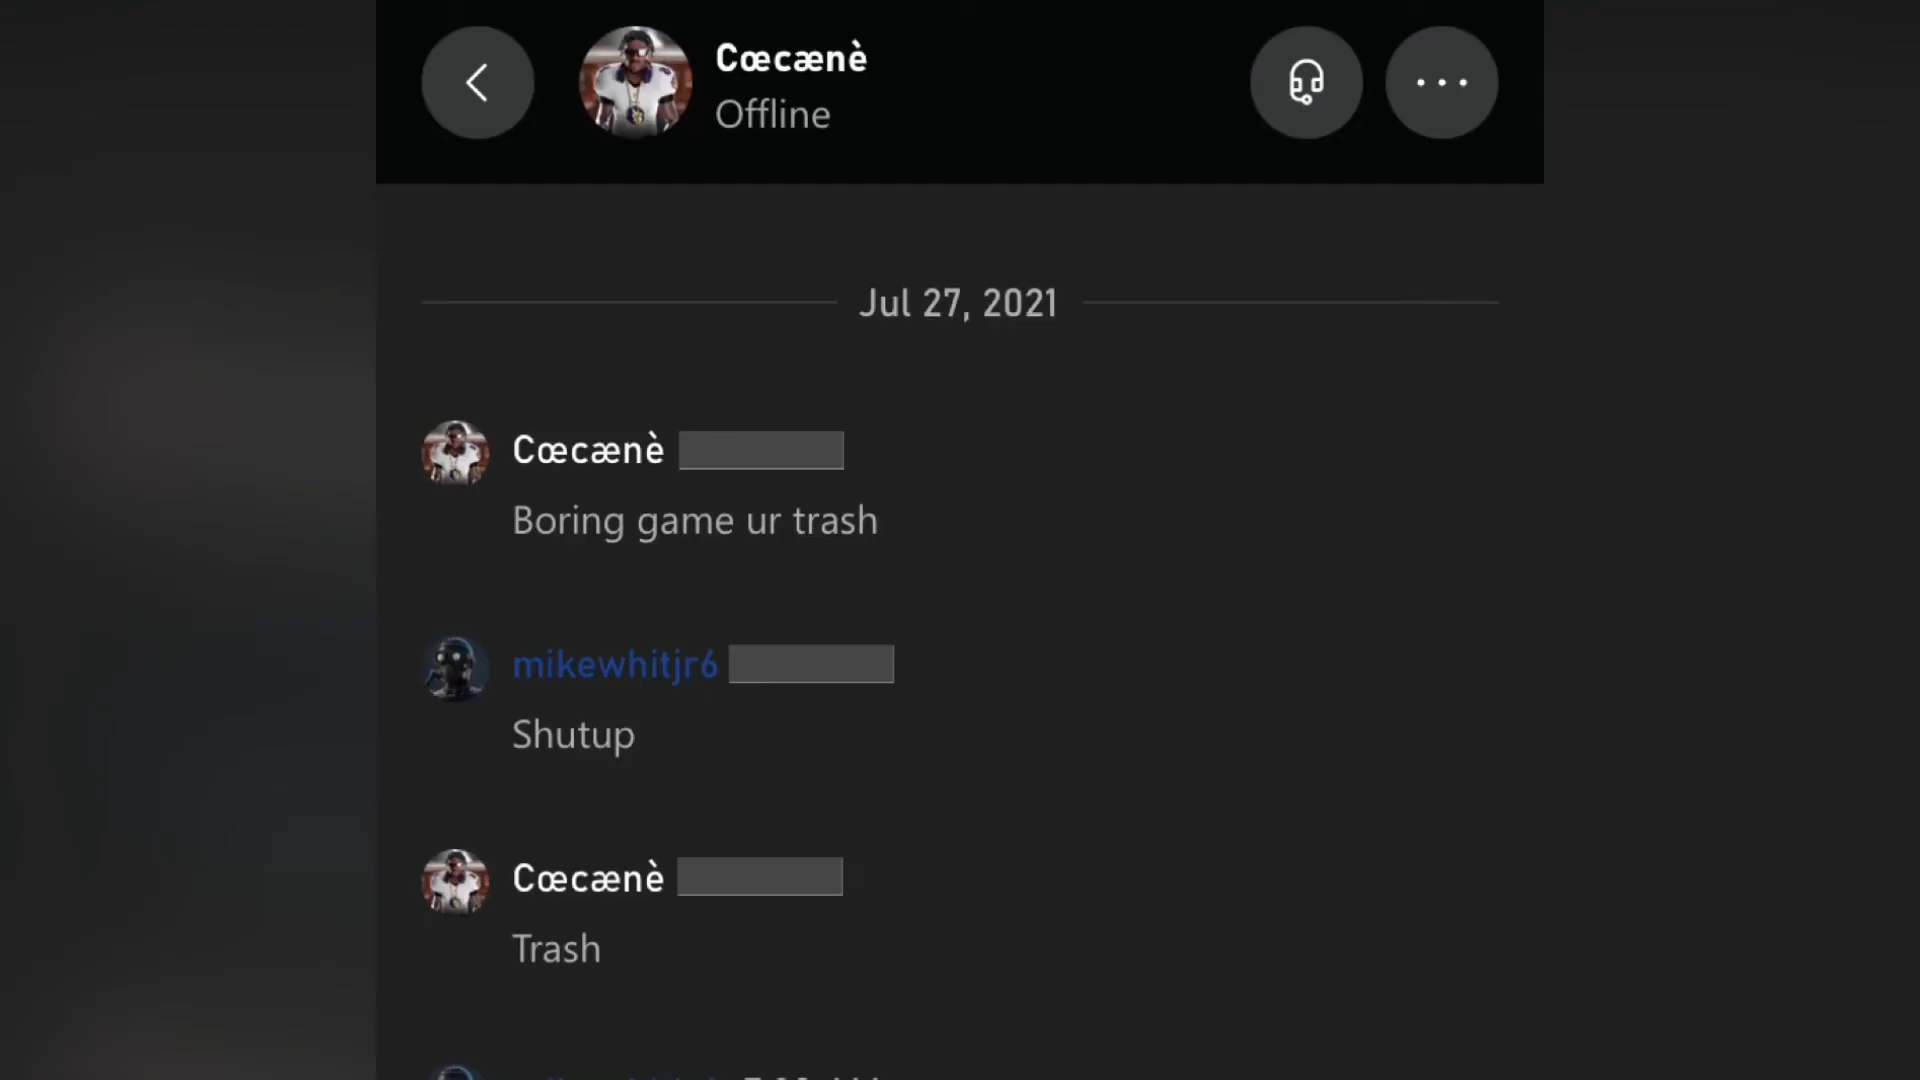 Cœcænè
Offline
Jul 27, 2021
Cœcænè
Boring game ur trash
mikewhitjr6
Shutup
Cœcænè
Trash